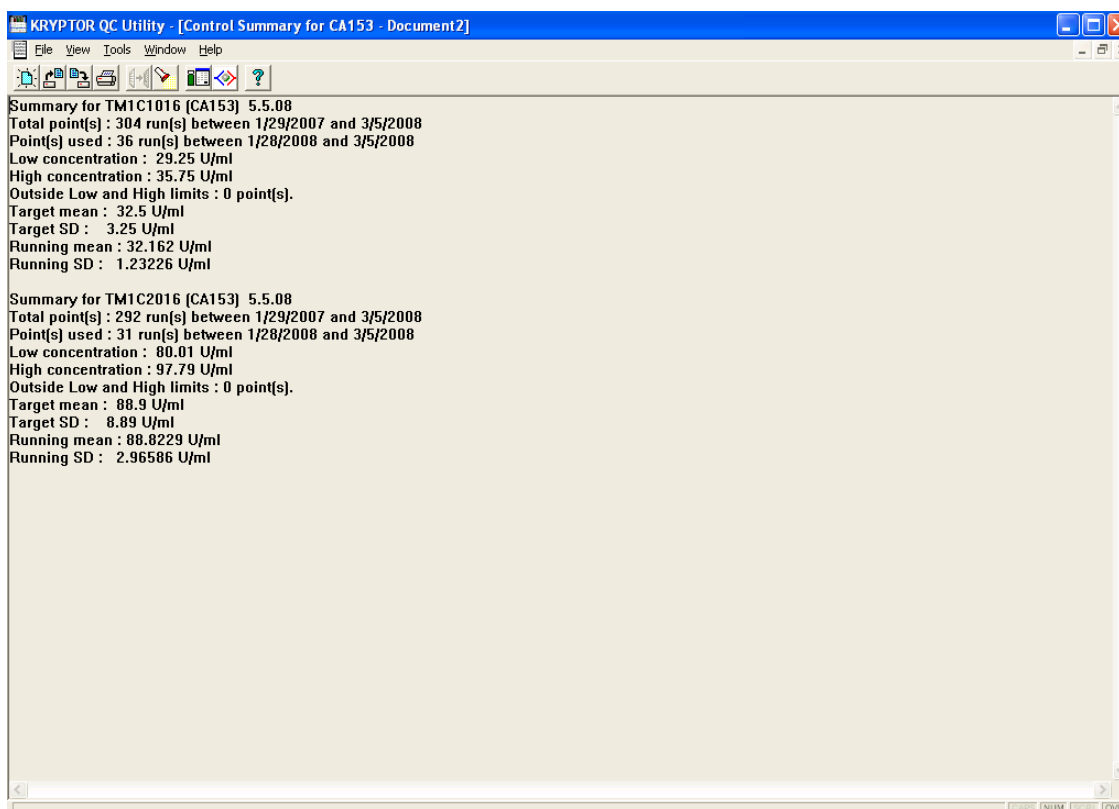 KRYPTOR QC Utility - [Control Summary for CA153 - Document2]
File View Tools Window Help
Summary for TM1C1016 (CA153) 5.5.08
Total point(s) : 304 run(s) between 1/29/2007 and 3/5/2008
Point(s) used : 36 run(s) between 1/28/2008 and 3/5/2008
Low concentration : 29.25 U/ml
High concentration : 35.75 U/ml
Outside Low and High limits : 0 point(s).
Target mean : 32.5 U/ml
Target SD : 3.25 U/ml
Running mean : 32.162 U/ml
Running SD : 1.23226 U/ml
Summary for TM1C2016 (CA153) 5.5.08
Total point(s) : 292 run(s) between 1/29/2007 and 3/5/2008
Point(s) used : 31 run(s) between 1/28/2008 and 3/5/2008
Low concentration : 80.01 U/ml
High concentration : 97.79 U/ml
Outside Low and High limits : 0 point(s).
Target mean : 88.9 U/ml
Target SD : 8.89 U/ml
Running mean : 88.8229 U/ml
Running SD : 2.96586 U/ml
NUM